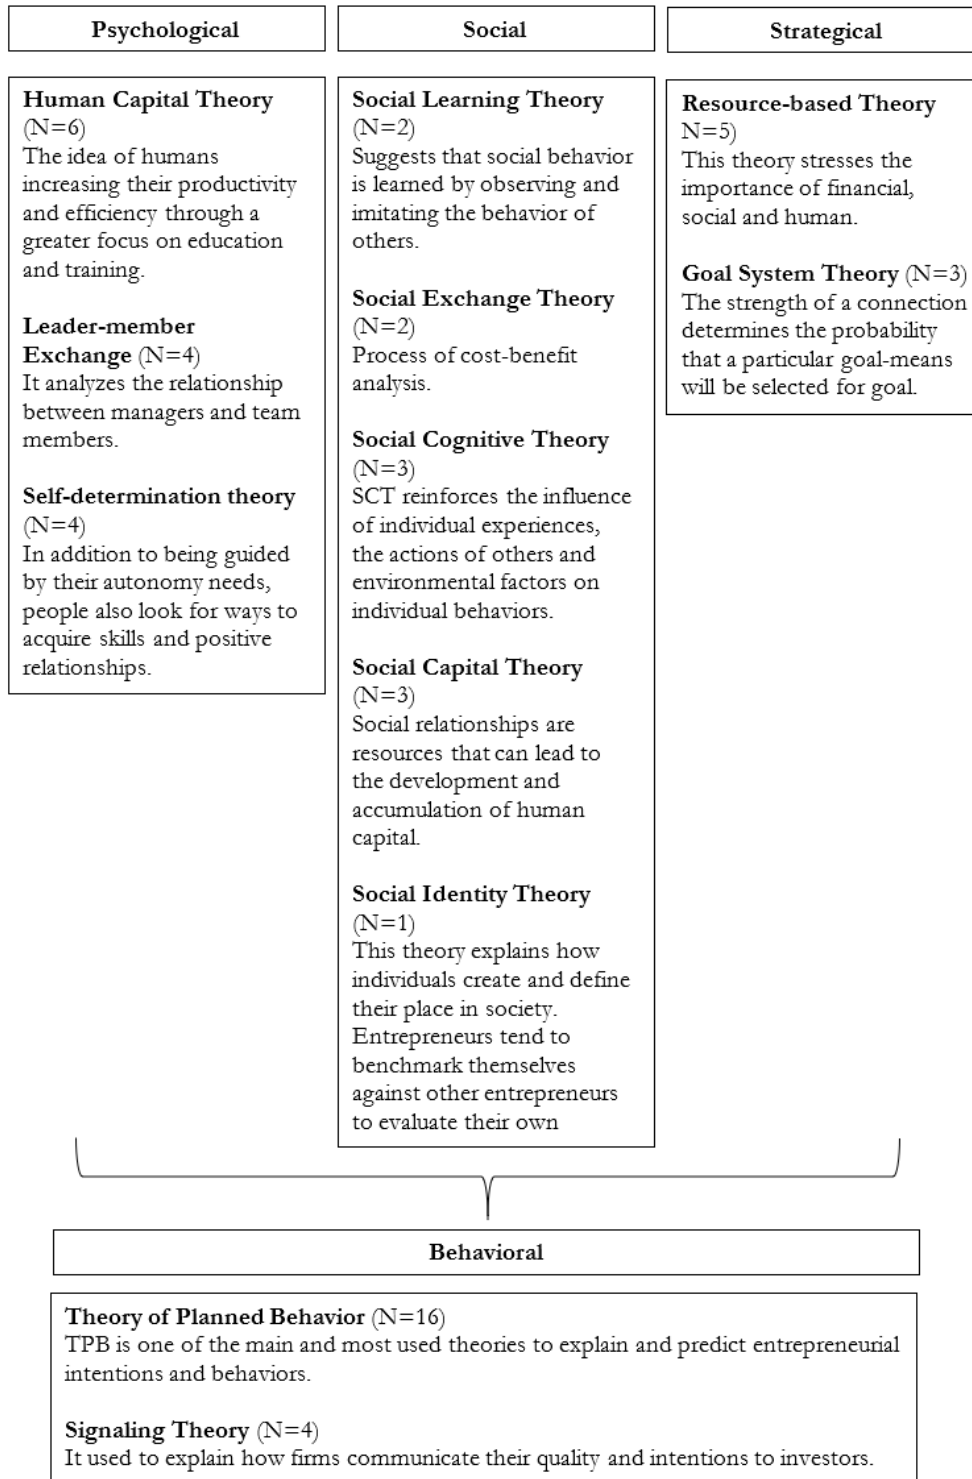 Psychological
Human Capital Theory
(N=6)
The idea of humans
increasing their productivity
and efficiency through a
greater focus on education
and training.
Leader-member
Exchange (N=4)
It analyzes the relationship
between managers and team
members.
Self-determination theory
(N=4)
In addition to being guided
by their autonomy needs,
people also look for ways to
acquire skills and positive
relationships.
Social
Social Learning Theory
(N=2)
Suggests that social behavior
is learned by observing and
imitating the behavior of
others.
Social Exchange Theory
(N=2)
Process of cost-benefit
analysis.
Social Cognitive Theory
(N=3)
SCT reinforces the influence
of individual experiences,
the actions of others and
environmental factors on
individual behaviors.
Social Capital Theory
(N=3)
Social relationships are
resources that can lead to
the development and
accumulation of human
capital.
Social Identity Theory
(N=1)
This theory explains how
individuals create and define
their place in society.
Entrepreneurs tend to
benchmark themselves
against other entrepreneurs
to evaluate their own
Strategical
Resource-based Theory
N=5)
This theory stresses the
importance of financial,
social and human.
Goal System Theory (N=3)
The strength of a connection
determines the probability
that a particular goal-means
will be selected for goal.
Behavioral
Theory of Planned Behavior (N=16)
TPB is one of the main and most used theories to explain and predict entrepreneurial
intentions and behaviors.
Signaling Theory (N=4)
It used to explain how firms communicate their quality and intentions to investors.